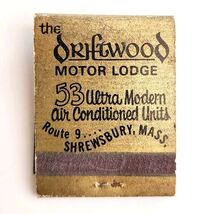 the
DRIFTWOOD
MOTOR LODGE
53 Ultra Modern
Air Conditioned Units
Route 9....
SHREWSBURY, MASS.